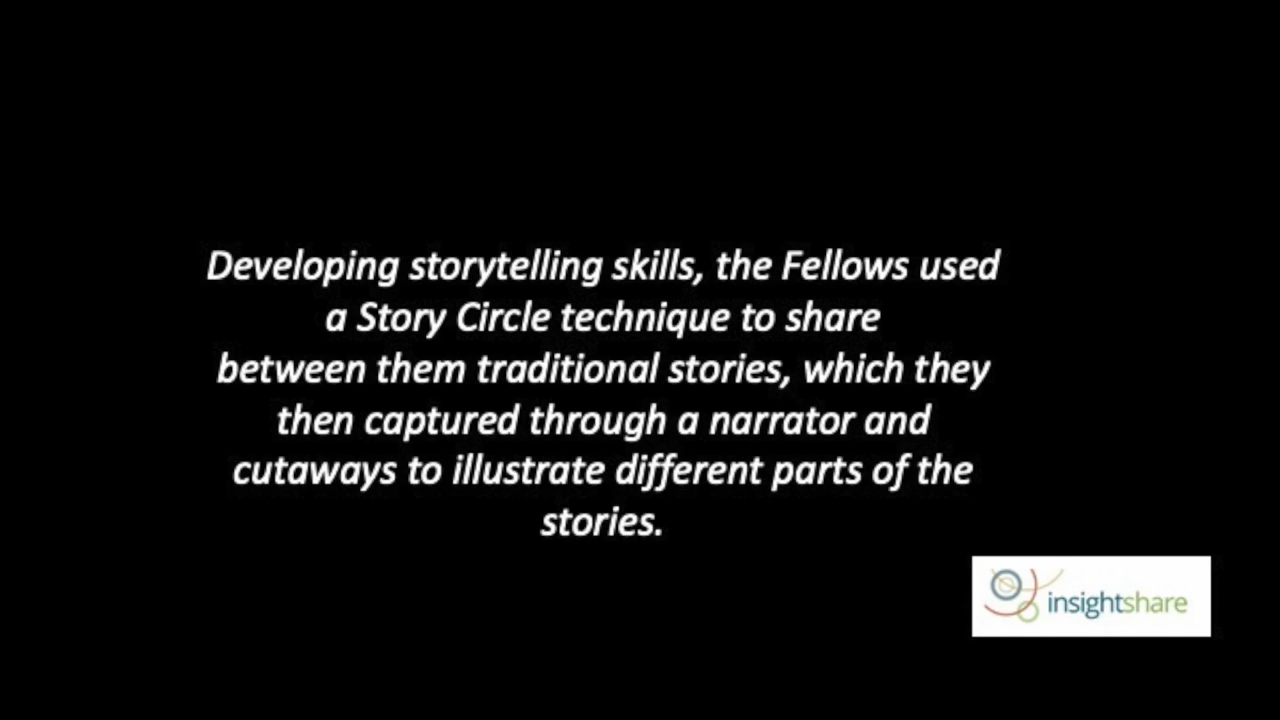 Developing storytelling skills, the Fellows used
a Story Circle technique to share
between them traditional stories, which they
then captured through a narrator and
cutaways to illustrate different parts of the
stories.
insightshare